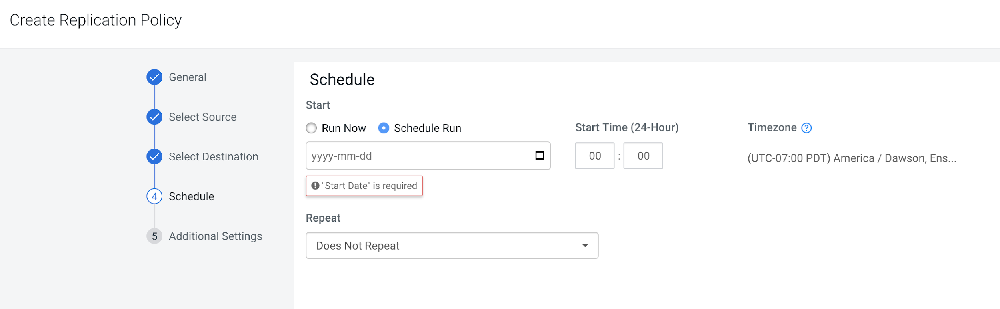 Create Replication Policy
General
Select Source
Select Destination
4 Schedule
5 Additional Settings
Schedule
Start
Run Now Schedule Run
Start Time (24-Hour)
Timezone ?
yyyy-mm-dd
00 : 00
(UTC-07:00 PDT) America / Dawson, Ens...
"Start Date" is required
Repeat
Does Not Repeat